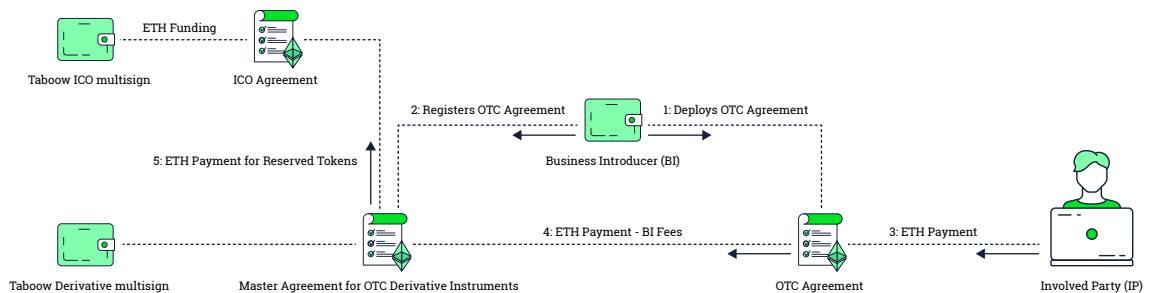 ETH Funding
Taboow ICO multisign
ICO Agreement
2: Registers OTC Agreement
1: Deploys OTC Agreement
5: ETH Payment for Reserved Tokens
Business Introducer (BI)
4: ETH Payment - BI Fees
3: ETH Payment
Taboow Derivative multisign
Master Agreement for OTC Derivative Instruments
OTC Agreement
Involved Party (IP)